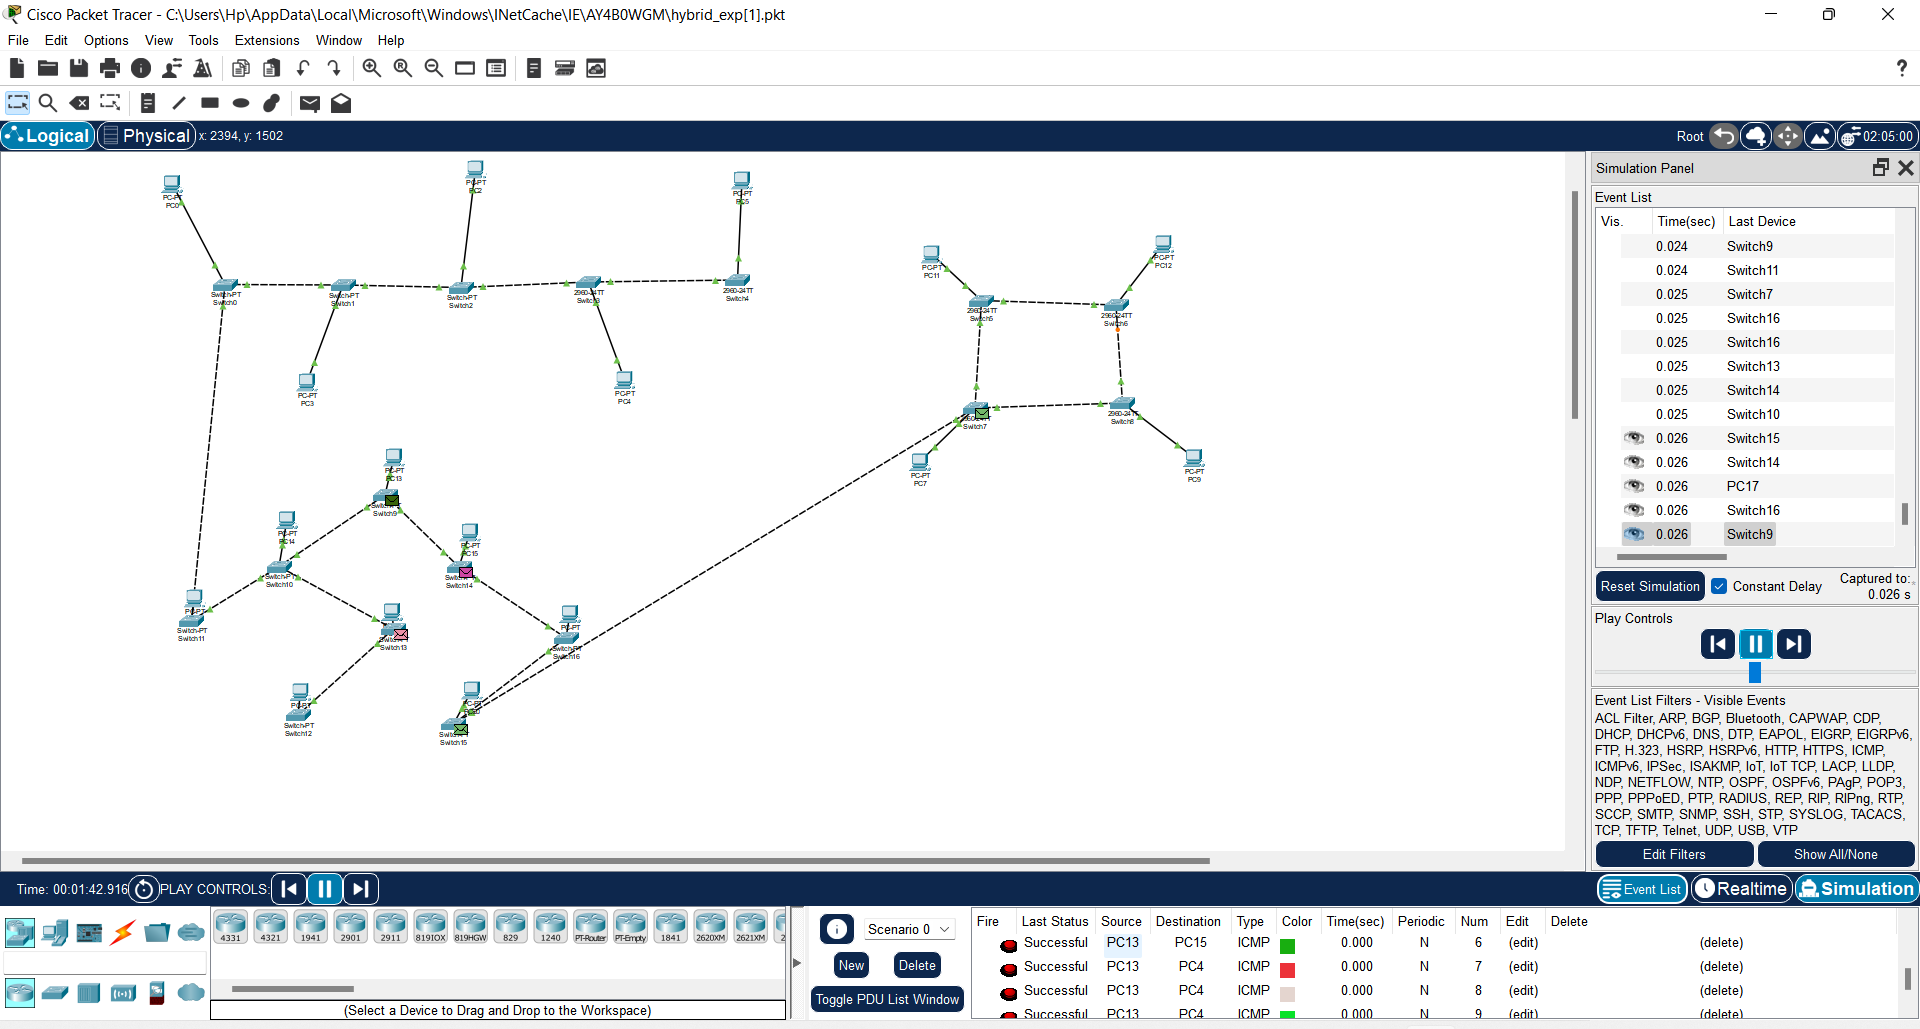 Cisco Packet Tracer - C:\Users\Hp\AppData\Local\Microsoft\Windows\INetCache\IE\AY4B0WGM\hybrid_exp[1].pkt
File Edit Options View Tools Extensions Window Help
Logical Physical x: 2394, y: 1502
Root 02:05:00
PC-PT
PC0
PC-PT
PC2
PC-PT
PC5
Switch-PT
Switch0
Switch-PT
Switch1
Switch-PT
Switch2
2960-24TT
Switch3
2960-24TT
Switch4
PC-PT
PC3
PC-PT
PC4
PC-PT
PC11
PC-PT
PC12
2960-24TT
Switch5
2960-24TT
Switch6
Switch7
2960-24TT
Switch8
PC-PT
PC7
PC-PT
PC9
PC-PT
PC13
Switch9
PC-PT
PC14
PC-PT
PC15
Switch-PT
Switch10
Switch14
PC-PT
Switch-PT
Switch11
Switch13
PC-PT
Switch-PT
Switch16
PC-PT
Switch-PT
Switch12
PC-PT
Switch15
Simulation Panel
Event List
Vis. Time(sec) Last Device
0.024 Switch9
0.024 Switch11
0.025 Switch7
0.025 Switch16
0.025 Switch16
0.025 Switch13
0.025 Switch14
0.025 Switch10
0.026 Switch15
0.026 Switch14
0.026 PC17
0.026 Switch16
0.026 Switch9
Reset Simulation Constant Delay Captured to:
0.026 s
Play Controls
Event List Filters - Visible Events
ACL Filter, ARP, BGP, Bluetooth, CAPWAP, CDP,
DHCP, DHCPv6, DNS, DTP, EAPOL, EIGRP, EIGRPv6,
FTP, H.323, HSRP, HSRPv6, HTTP, HTTPS, ICMP,
ICMPv6, IPSec, ISAKMP, IoT, IoT TCP, LACP, LLDP,
NDP, NETFLOW, NTP, OSPF, OSPFv6, PAgP, POP3,
PPP, PPPoED, PTP, RADIUS, REP, RIP, RIPng, RTP,
SCCP, SMTP, SNMP, SSH, STP, SYSLOG, TACACS,
TCP, TFTP, Telnet, UDP, USB, VTP
Edit Filters Show All/None
Time: 00:01:42.916 PLAY CONTROLS:
Event List Realtime Simulation
4331 4321 1941 2901 2911 819IOX 819HGW 829 1240 PT-Router PT-Empty 1841 2620XM 2621XM 2
(Select a Device to Drag and Drop to the Workspace)
Scenario 0
New Delete
Toggle PDU List Window
Fire Last Status Source Destination Type Color Time(sec) Periodic Num Edit Delete
Successful PC13 PC15 ICMP 0.000 N 6 (edit) (delete)
Successful PC13 PC4 ICMP 0.000 N 7 (edit) (delete)
Successful PC13 PC4 ICMP 0.000 N 8 (edit) (delete)
Successful PC13 PC4 ICMP 0.000 N 9 (edit) (delete)